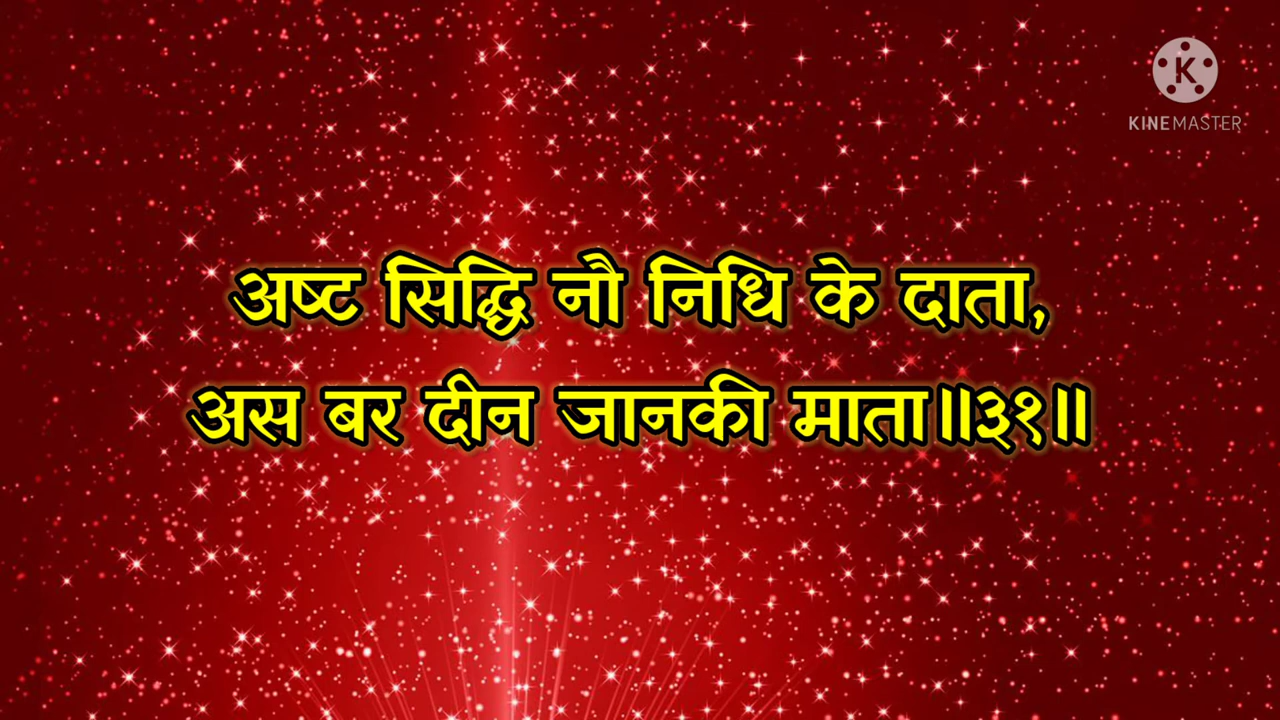 KINEMASTER
अष्ट सिद्धि नौ निधि के दाता,
अस बर दीन जानकी माता॥३१॥